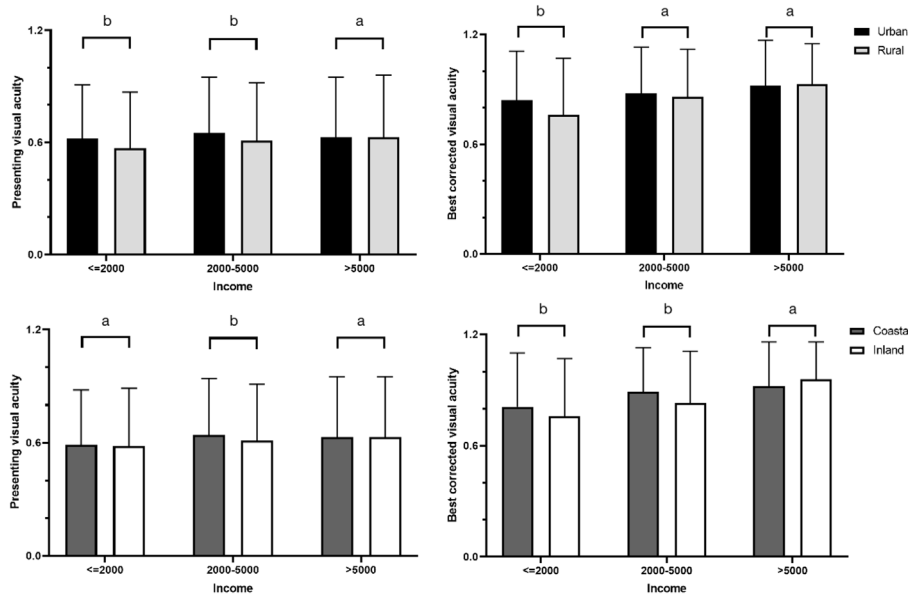 b
b
a
1.2
0.6
0.0
Presenting visual acuity
<=2000
2000-5000
>5000
Income
b
a
a
1.2
0.6
0.0
Best corrected visual acuity
<=2000
2000-5000
>5000
Income
Urban
Rural
a
b
a
1.2
0.6
0.0
Presenting visual acuity
<=2000
2000-5000
>5000
Income
b
b
a
1.2
0.6
0.0
Best corrected visual acuity
<=2000
2000-5000
>5000
Income
Coasta
Inland